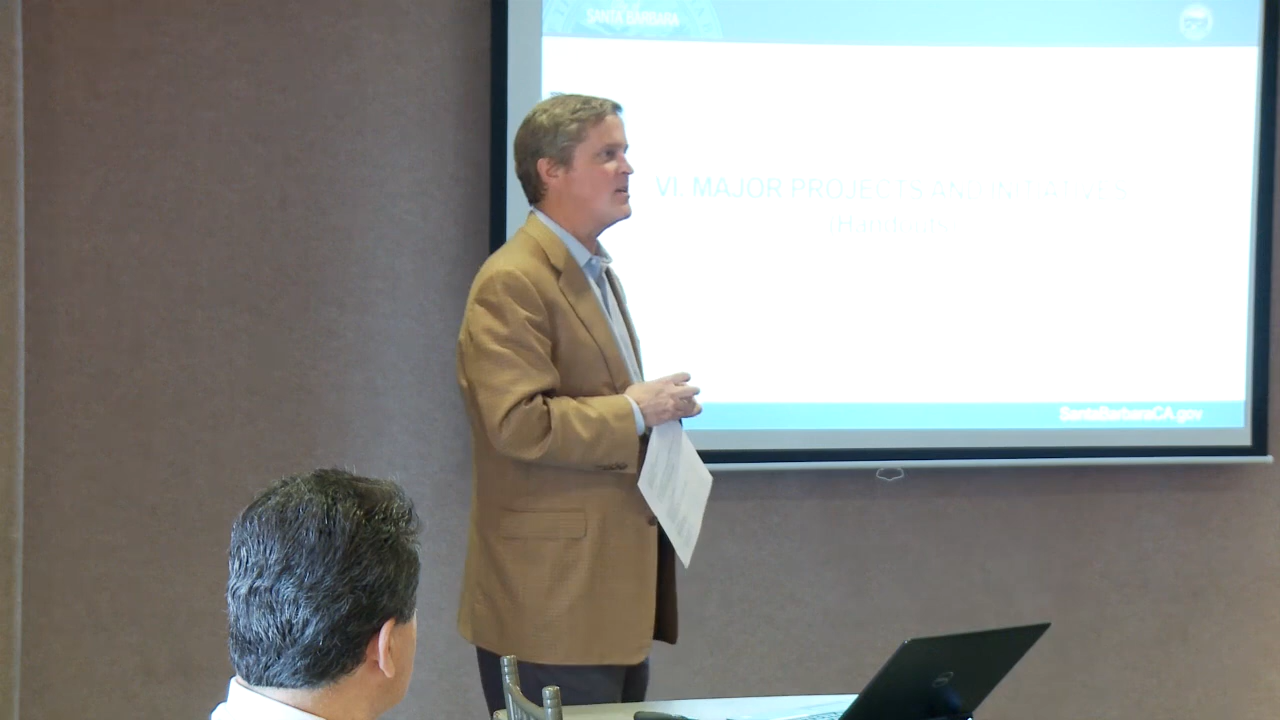 SANTA BARBARA
VI. MAJOR PROJECTS AND INITIATIVES
(Handouts
SantaBarbaraCA.gov